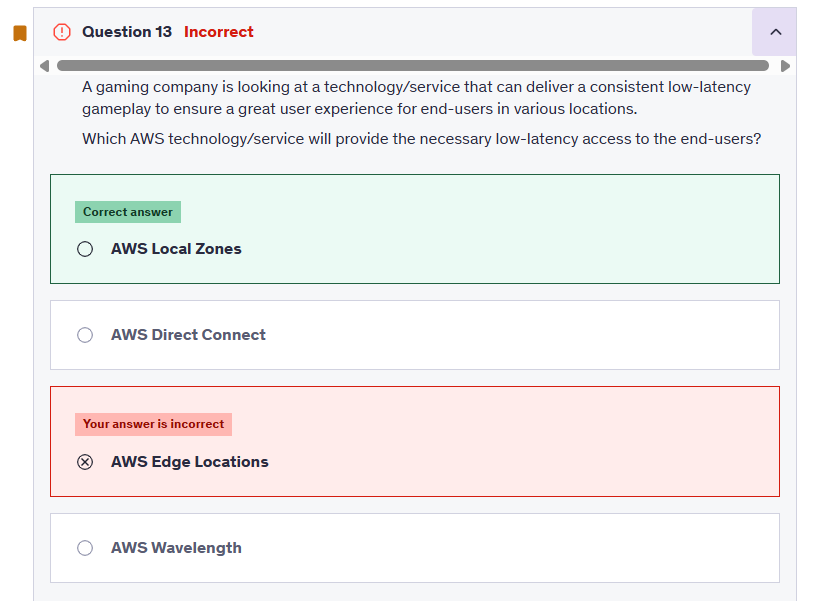 Question 13 Incorrect
A gaming company is looking at a technology/service that can deliver a consistent low-latency
gameplay to ensure a great user experience for end-users in various locations.
Which AWS technology/service will provide the necessary low-latency access to the end-users?
Correct answer
AWS Local Zones
AWS Direct Connect
Your answer is incorrect
AWS Edge Locations
AWS Wavelength